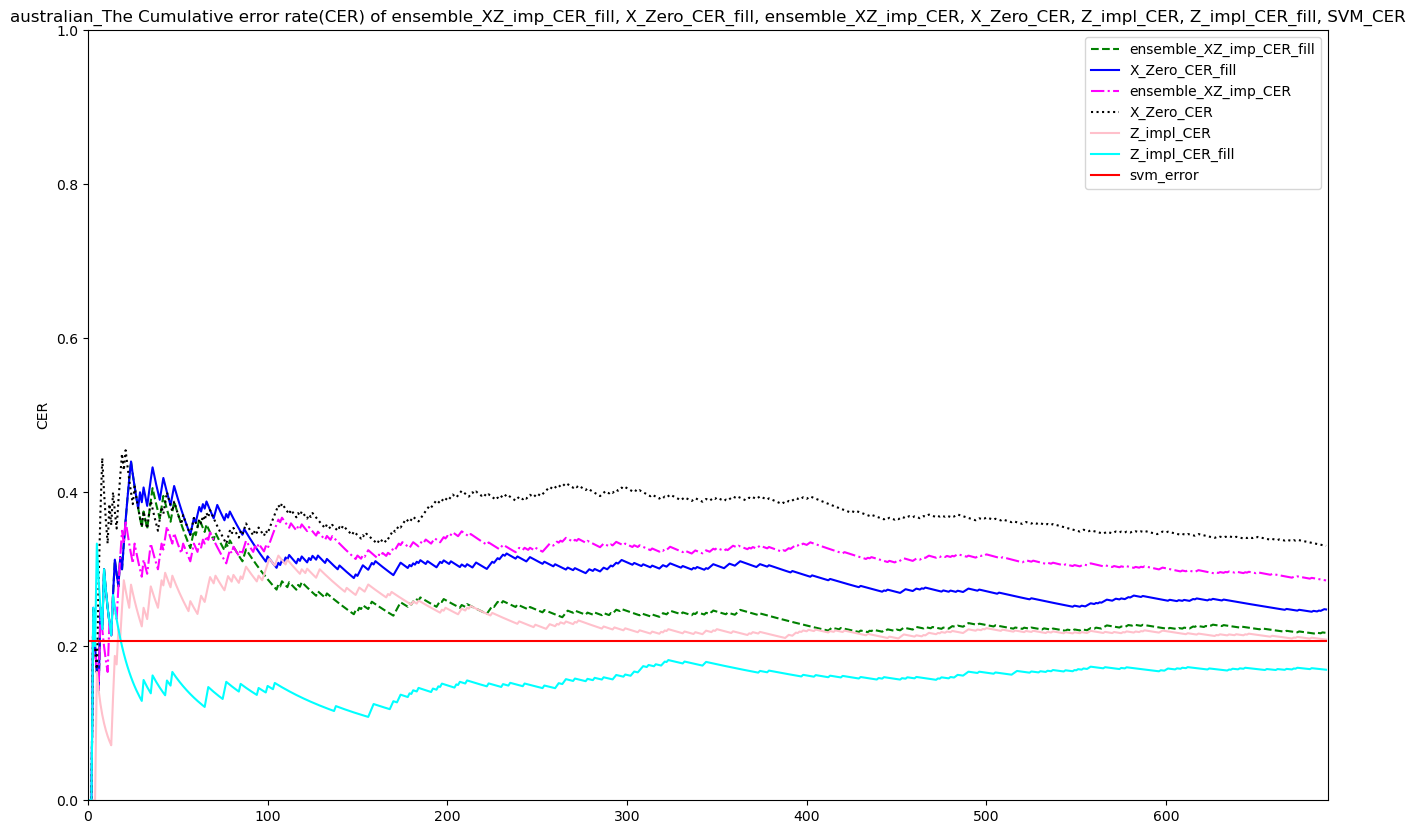 australian_The Cumulative error rate(CER) of ensemble_XZ_imp_CER_fill, X_Zero_CER_fill, ensemble_XZ_imp_CER, X_Zero_CER, Z_impl_CER, Z_impl_CER_fill, SVM_CER
ensemble_XZ_imp_CER_fill
X_Zero_CER_fill
ensemble_XZ_imp_CER
X_Zero_CER
Z_impl_CER
Z_impl_CER_fill
svm_error
CER
1.0
0.8
0.6
0.4
0.2
0.0
0 100 200 300 400 500 600